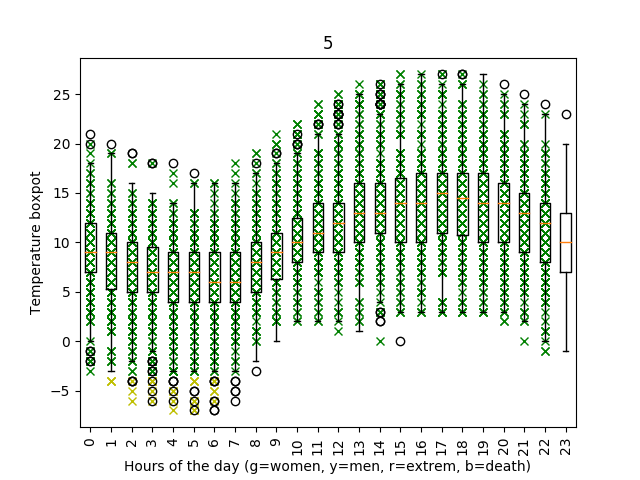 5
Temperature boxpot
25
20
15
10
5
0
−5
0 1 2 3 4 5 6 7 8 9 10 11 12 13 14 15 16 17 18 19 20 21 22 23
Hours of the day (g=women, y=men, r=extrem, b=death)